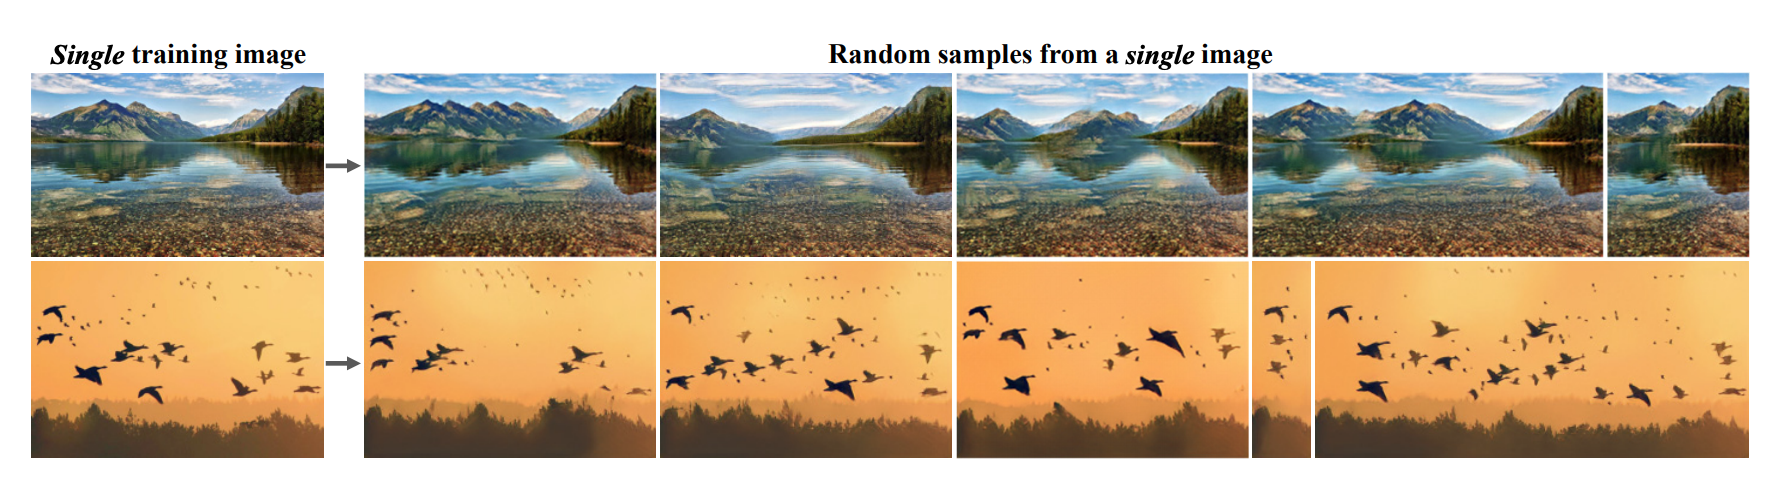 Single training image
Random samples from a single image